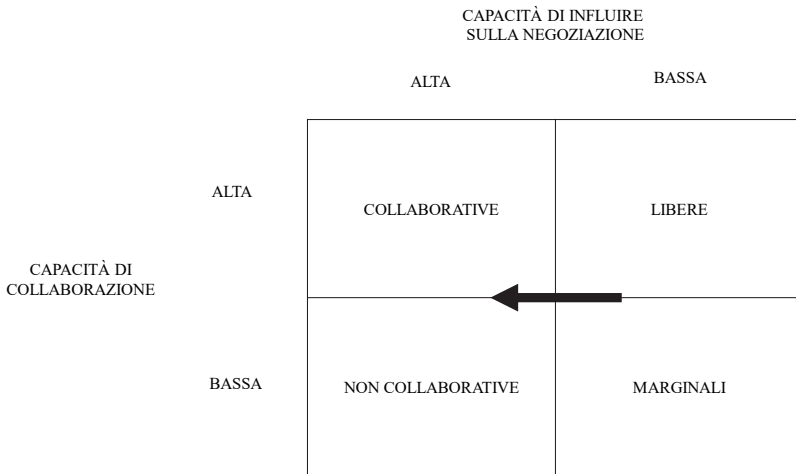 CAPACITÀ DI INFLUIRE
SULLA NEGOZIAZIONE
ALTA
BASSA
ALTA
COLLABORATIVE
LIBERE
CAPACITÀ DI
COLLABORAZIONE
BASSA
NON COLLABORATIVE
MARGINALI